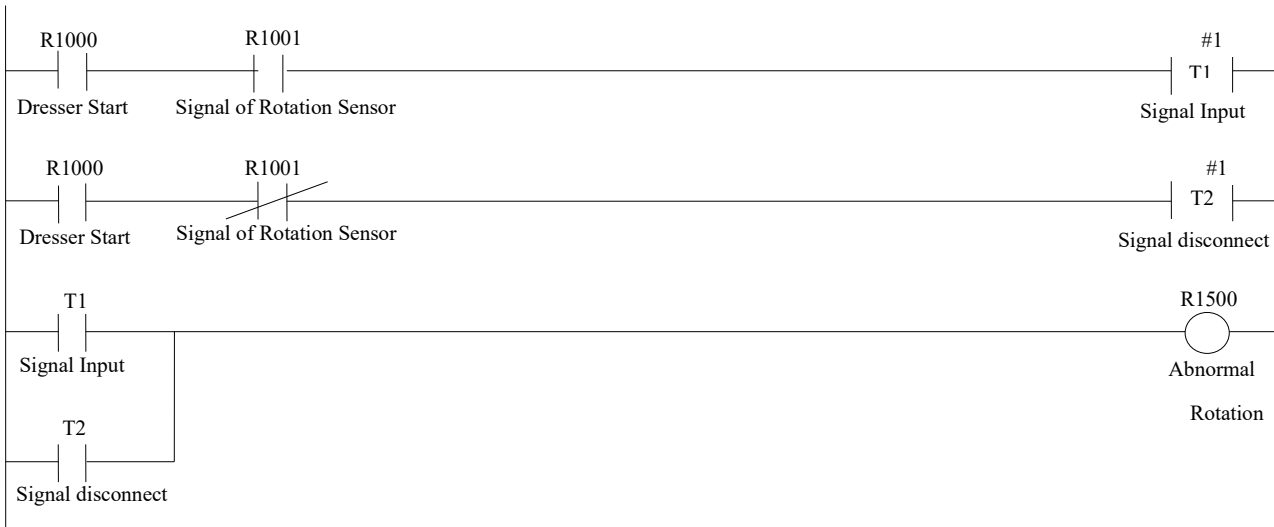 R1000 R1001 #1
T1
Dresser Start Signal of Rotation Sensor Signal Input
R1000 R1001 #1
T2
Dresser Start Signal of Rotation Sensor Signal disconnect
T1 R1500
Signal Input Abnormal
Rotation
T2
Signal disconnect